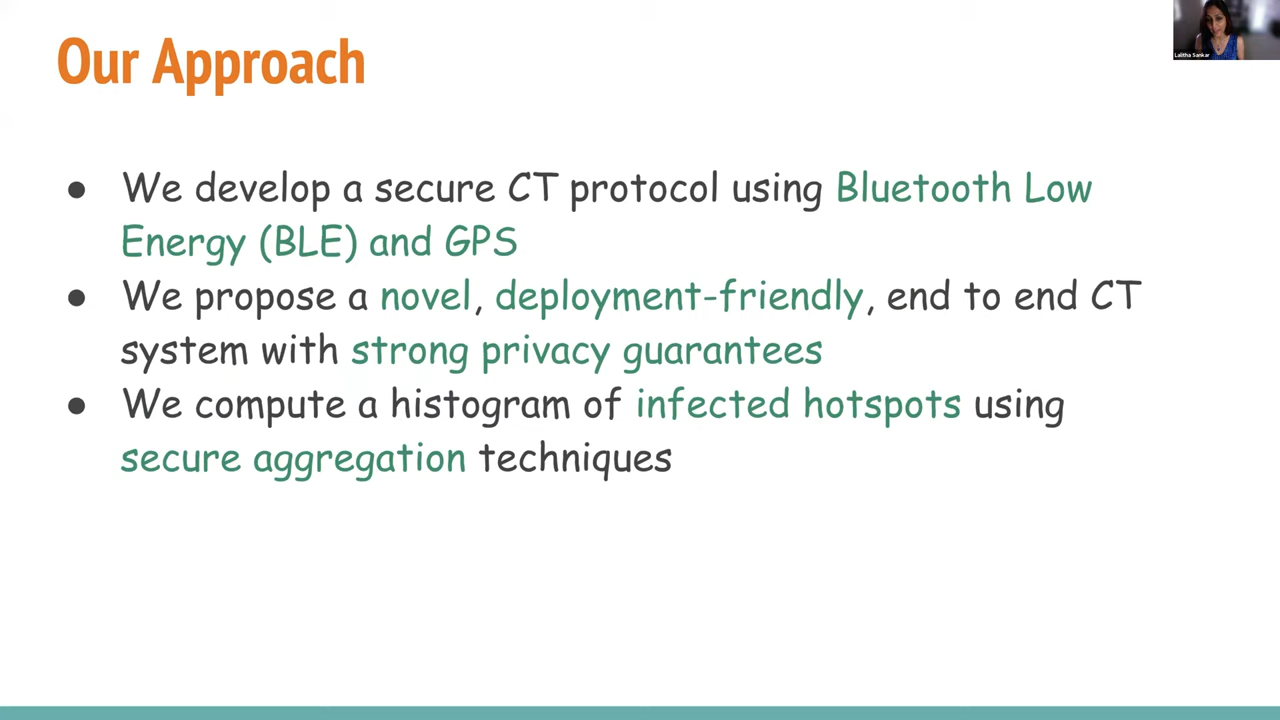 Our Approach
Lalitha Sankar
● We develop a secure CT protocol using Bluetooth Low
Energy (BLE) and GPS
● We propose a novel, deployment-friendly, end to end CT
system with strong privacy guarantees
● We compute a histogram of infected hotspots using
secure aggregation techniques